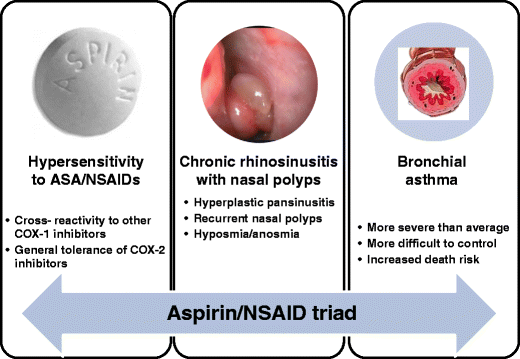 ASPIRIN
Hypersensitivity
to ASA/NSAIDs
• Cross- reactivity to other
COX-1 inhibitors
• General tolerance of COX-2
inhibitors
Chronic rhinosinusitis
with nasal polyps
• Hyperplastic pansinusitis
• Recurrent nasal polyps
• Hyposmia/anosmia
Bronchial
asthma
• More severe than average
• More difficult to control
• Increased death risk
Aspirin/NSAID triad